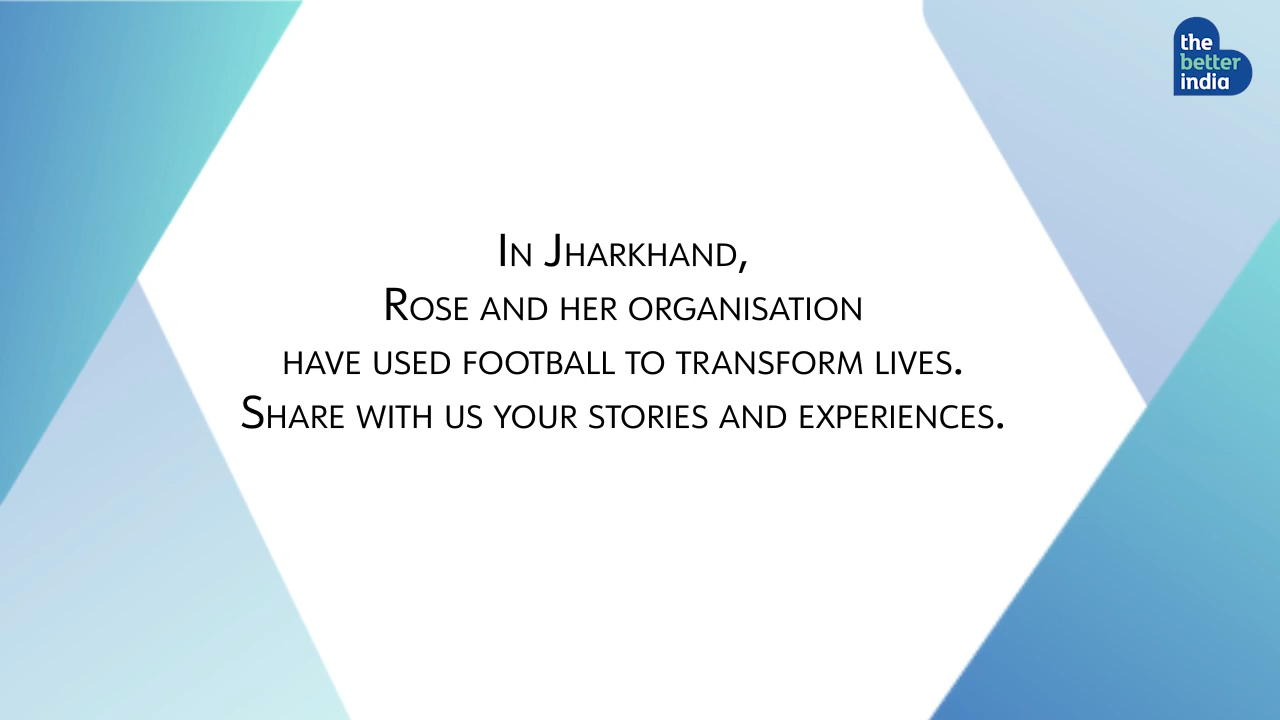 the
better
india
In Jharkhand,
Rose and her organisation
have used football to transform lives.
Share with us your stories and experiences.